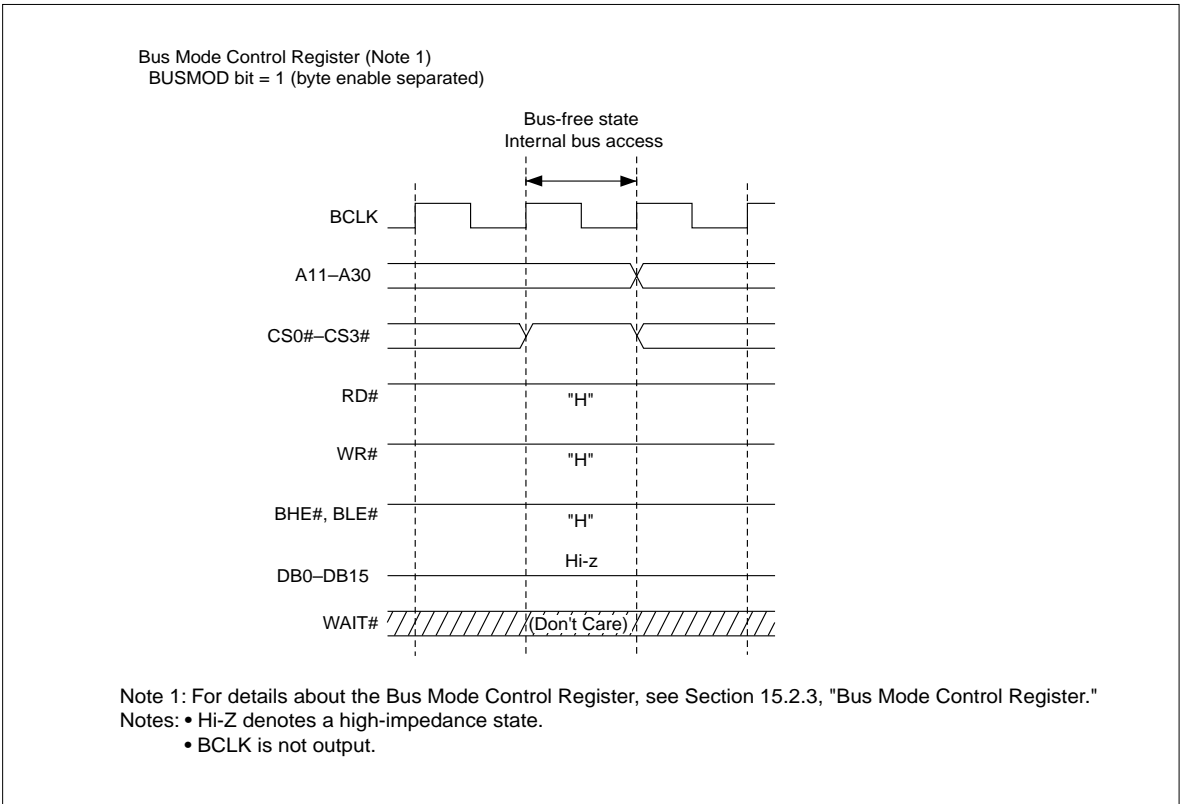 Bus Mode Control Register (Note 1)
BUSMOD bit = 1 (byte enable separated)
Bus-free state
Internal bus access
BCLK
A11–A30
CS0#–CS3#
RD#
"H"
WR#
"H"
BHE#, BLE#
"H"
Hi-z
DB0–DB15
WAIT#
(Don't Care)
Note 1: For details about the Bus Mode Control Register, see Section 15.2.3, "Bus Mode Control Register."
Notes: • Hi-Z denotes a high-impedance state.
• BCLK is not output.